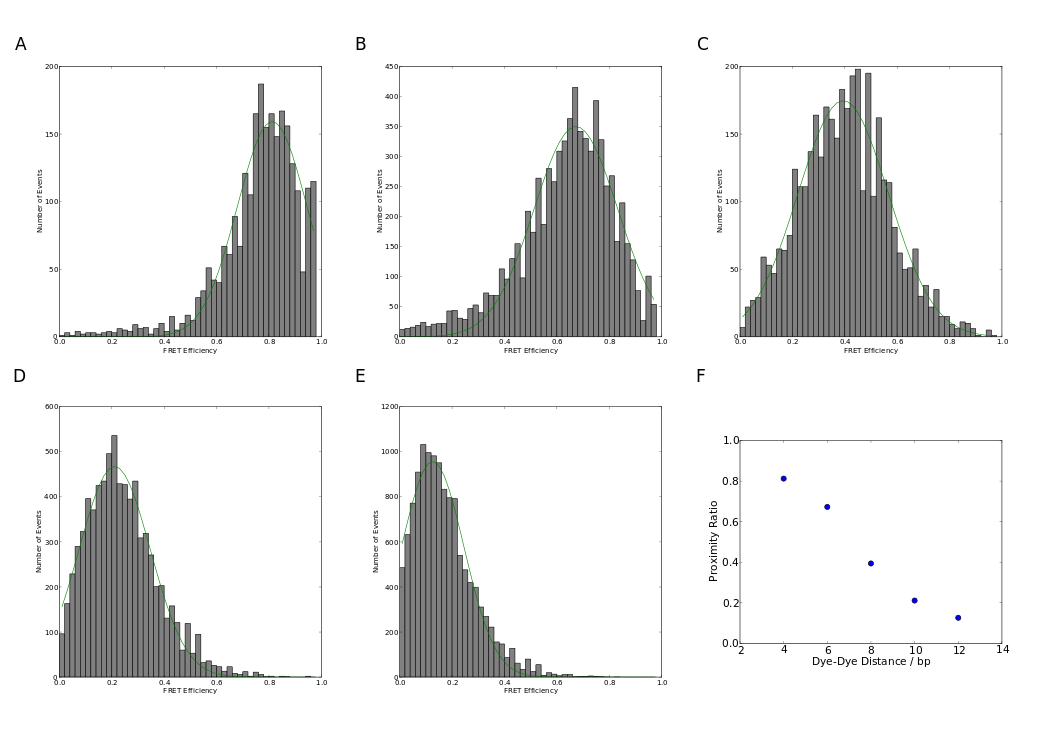 A
200
150
100
50
0
Number of Events
0.0 0.2 0.4 0.6 0.8 1.0
FRET Efficiency
B
450
400
350
300
250
200
150
100
50
0
Number of Events
0.0 0.2 0.4 0.6 0.8 1.0
FRET Efficiency
C
200
150
100
50
0
Number of Events
0.0 0.2 0.4 0.6 0.8 1.0
FRET Efficiency
D
600
500
400
300
200
100
0
Number of Events
0.0 0.2 0.4 0.6 0.8 1.0
FRET Efficiency
E
1200
1000
800
600
400
200
0
Number of Events
0.0 0.2 0.4 0.6 0.8 1.0
FRET Efficiency
F
1.0
0.8
0.6
0.4
0.2
0.0
Proximity Ratio
2 4 6 8 10 12 14
Dye-Dye Distance / bp